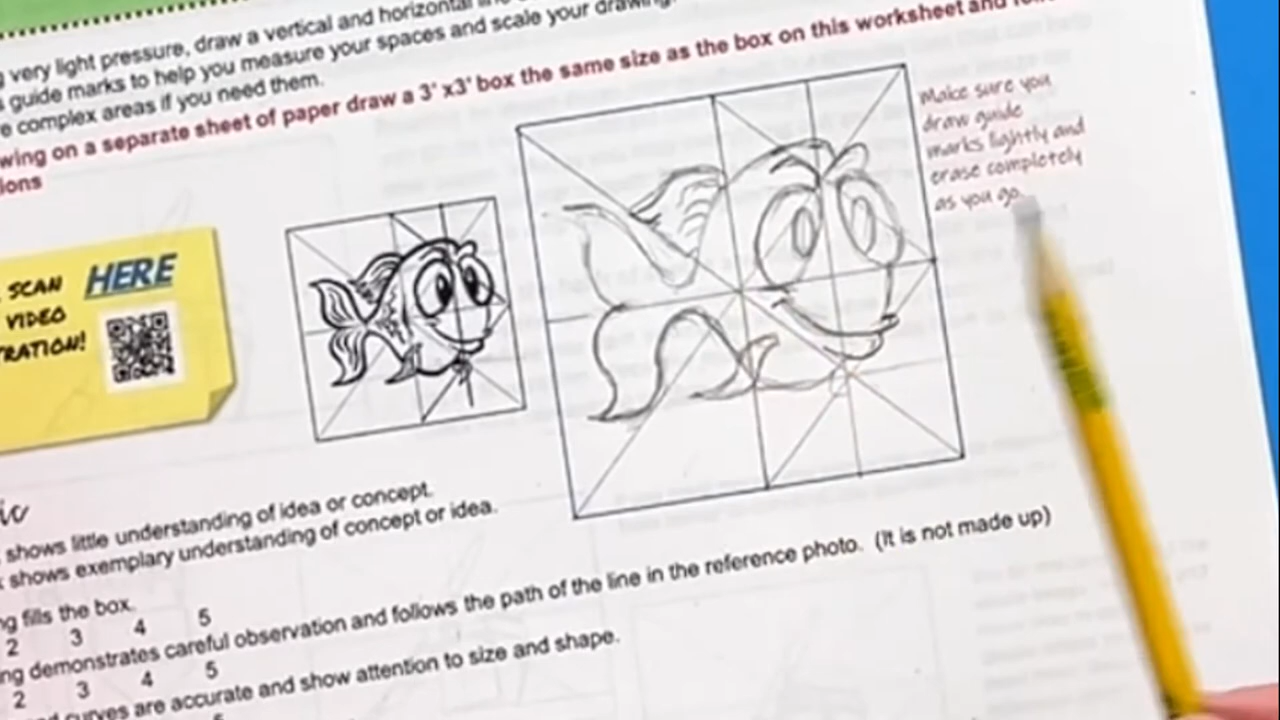 very light pressure, draw a vertical and horizontal
guide marks to help you measure your spaces and scale your drawing.
complex areas if you need them.
on a separate sheet of paper draw a 3" x3" box the same size as the box on this worksheet and
Make sure you
draw guide
marks lightly and
erase completely
as you go.
SCAN HERE
VIDEO
shows little understanding of idea or concept.
shows exemplary understanding of concept or idea.
fills the box.
2 3 4 5
demonstrates careful observation and follows the path of the line in the reference photo. (It is not made up)
2 3 4 5
curves are accurate and show attention to size and shape.